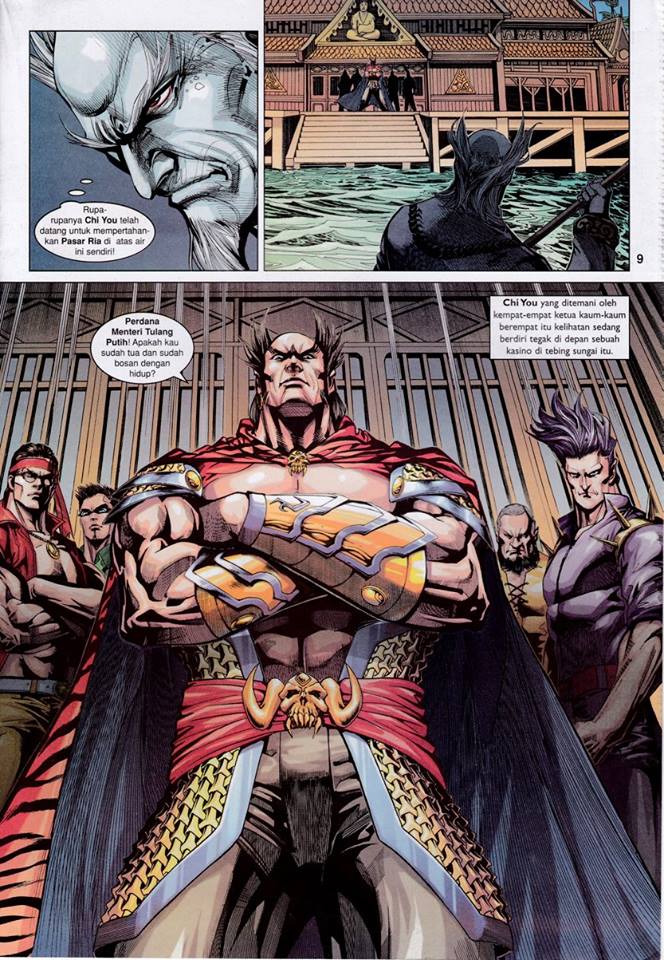 Rupa-
rupanya Chi You telah
datang untuk mempertahan-
kan Pasar Ria di atas air
ini sendiri!
9
Perdana
Menteri Tulang
Putih! Apakah kau
sudah tua dan sudah
bosan dengan
hidup?
Chi You yang ditemani oleh
kempat-empat ketua kaum-kaum
berempat itu kelihatan sedang
berdiri tegak di depan sebuah
kasino di tebing sungai itu.